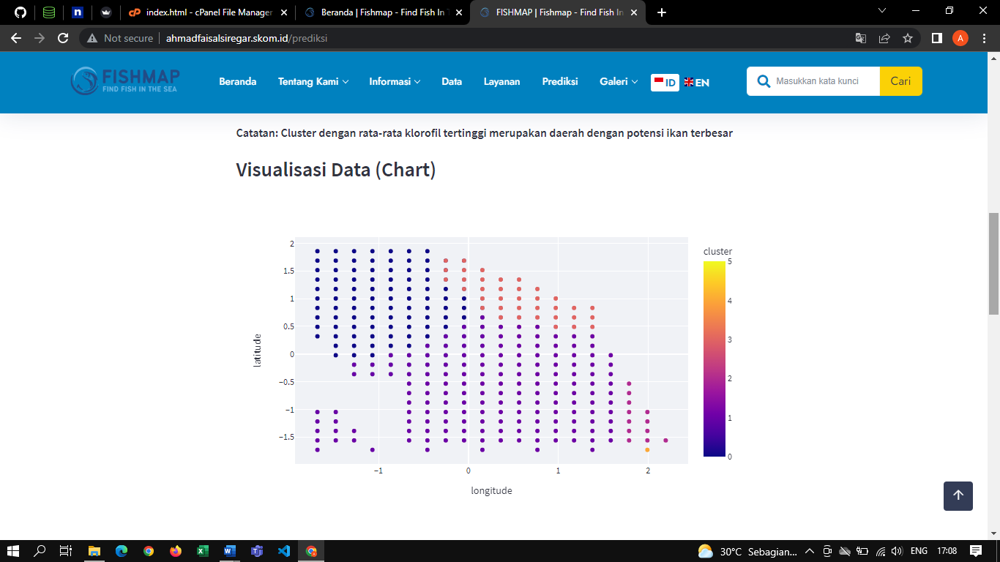 index.html - cPanel File Manager
Beranda | Fishmap - Find Fish In T
FISHMAP | Fishmap - Find Fish In
Not secure
ahmadfaisalsiregar.skom.id/prediksi
A
FISHMAP
FIND FISH IN THE SEA
Beranda
Tentang Kami
Informasi
Data
Layanan
Prediksi
Galeri
ID
EN
Masukkan kata kunci
Cari
Catatan: Cluster dengan rata-rata klorofil tertinggi merupakan daerah dengan potensi ikan terbesar
Visualisasi Data (Chart)
2
1.5
1
0.5
0
−0.5
−1
−1.5
latitude
−1
0
1
2
longitude
cluster
5
4
3
2
1
0
30°C Sebagian...
ENG
17:08